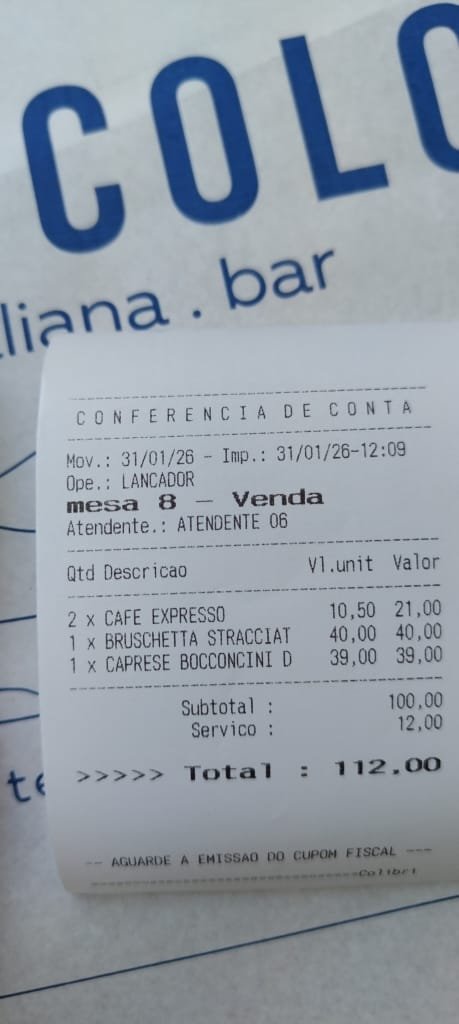 COLO
liana . bar
CONFERENCIA DE CONTA
Mov.: 31/01/26 - Imp.: 31/01/26-12:09
Ope.: LANCADOR
mesa 8 - Venda
Atendente.: ATENDENTE 06
Qtd Descricao Vl.unit Valor
2 x CAFE EXPRESSO 10,50 21,00
1 x BRUSCHETTA STRACCIAT 40,00 40,00
1 x CAPRESE BOCCONCINI D 39,00 39,00
Subtotal : 100,00
Servico : 12,00
>>>>> Total : 112,00
te
-- AGUARDE A EMISSAO DO CUPOM FISCAL ---
Colibri